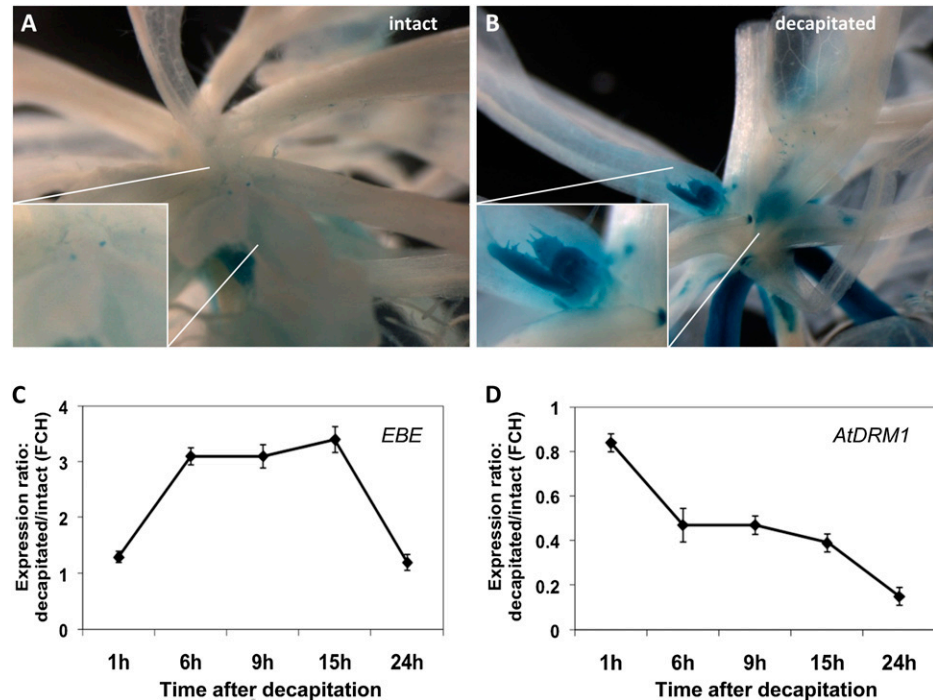 A
intact
B
decapitated
C
Expression ratio:
decapitated/intact (FCH)
4
3
2
1
0
EBE
1h 6h 9h 15h 24h
Time after decapitation
D
Expression ratio:
decapitated/intact (FCH)
1
0.8
0.6
0.4
0.2
0
AtDRM1
1h 6h 9h 15h 24h
Time after decapitation